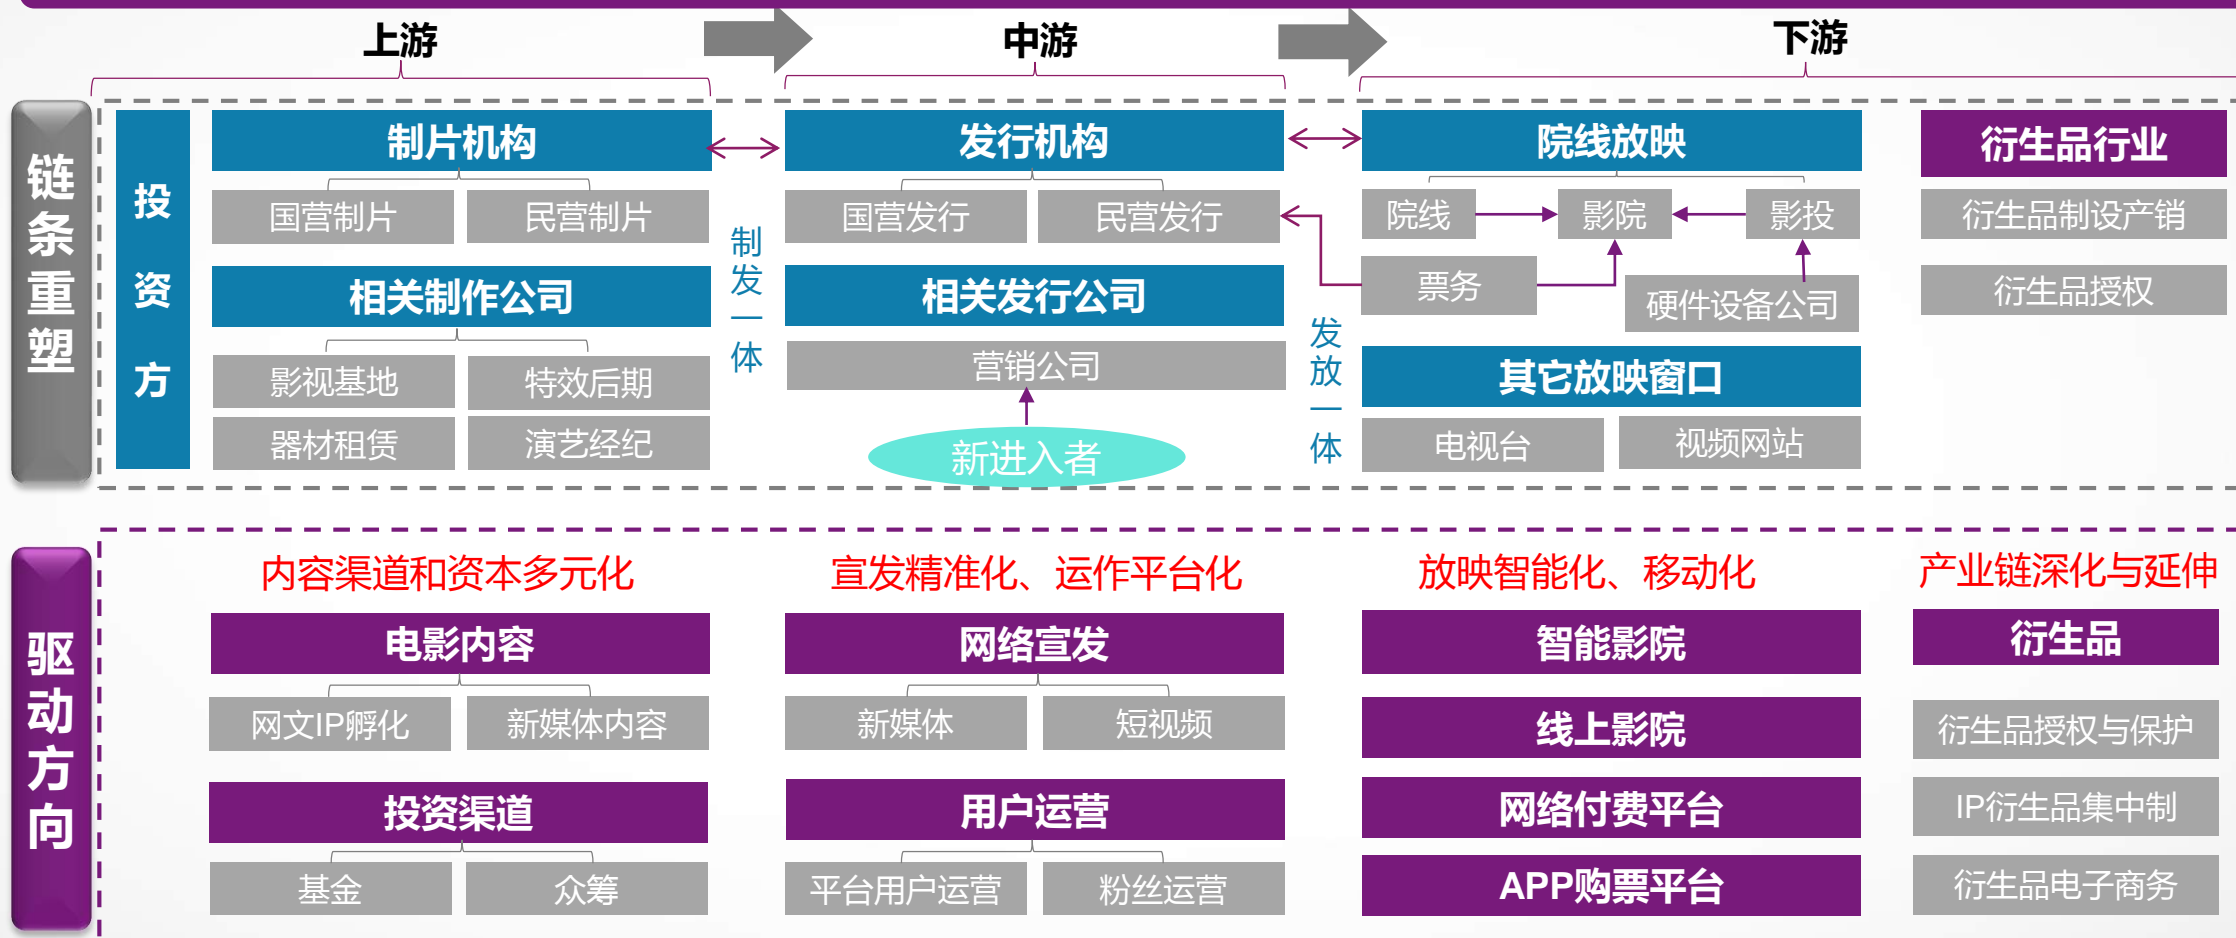 上游
中游
下游
链条重塑
投资方
制片机构
国营制片
民营制片
相关制作公司
影视基地
特效后期
器材租赁
演艺经纪
制发一体
发行机构
国营发行
民营发行
相关发行公司
营销公司
新进入者
发放一体
院线放映
院线
影院
影投
票务
硬件设备公司
其它放映窗口
电视台
视频网站
衍生品行业
衍生品制设产销
衍生品授权
驱动方向
内容渠道和资本多元化
电影内容
网文IP孵化
新媒体内容
投资渠道
基金
众筹
宣发精准化、运作平台化
网络宣发
新媒体
短视频
用户运营
平台用户运营
粉丝运营
放映智能化、移动化
智能影院
线上影院
网络付费平台
APP购票平台
产业链深化与延伸
衍生品
衍生品授权与保护
IP衍生品集中制
衍生品电子商务